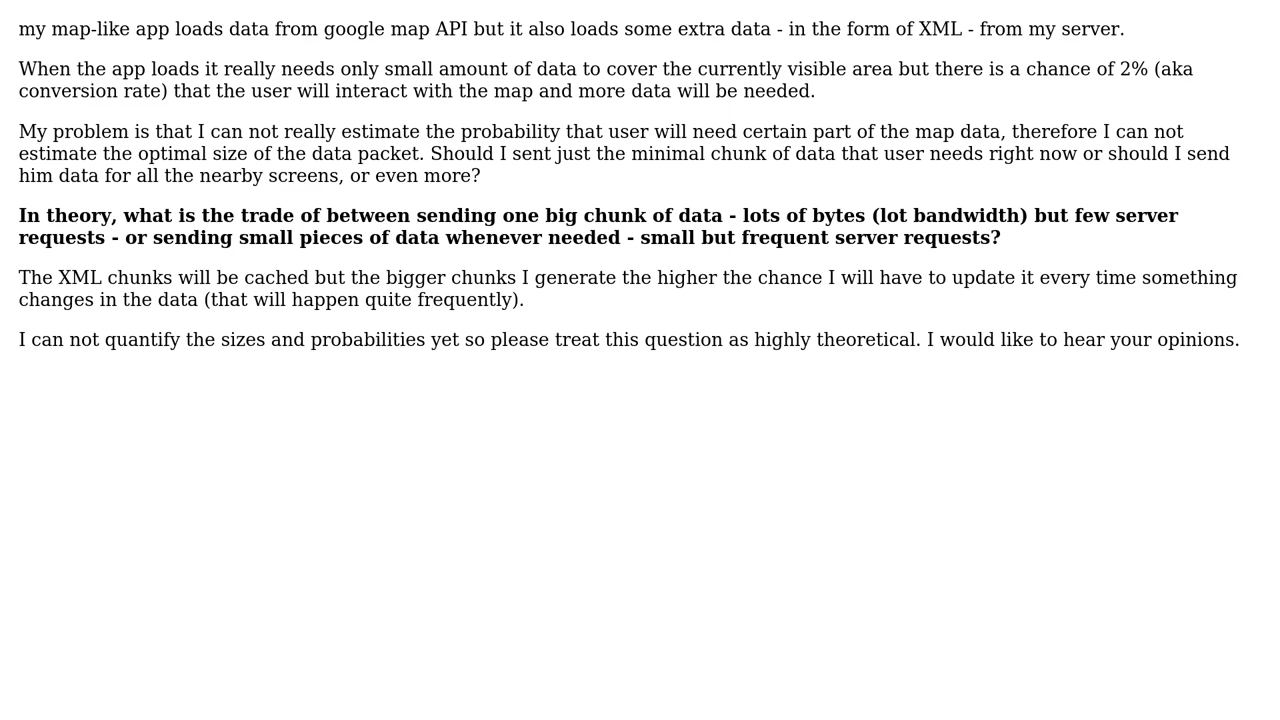 my map-like app loads data from google map API but it also loads some extra data - in the form of XML - from my server.
When the app loads it really needs only small amount of data to cover the currently visible area but there is a chance of 2% (aka
conversion rate) that the user will interact with the map and more data will be needed.
My problem is that I can not really estimate the probability that user will need certain part of the map data, therefore I can not
estimate the optimal size of the data packet. Should I sent just the minimal chunk of data that user needs right now or should I send
him data for all the nearby screens, or even more?
In theory, what is the trade of between sending one big chunk of data - lots of bytes (lot bandwidth) but few server
requests - or sending small pieces of data whenever needed - small but frequent server requests?
The XML chunks will be cached but the bigger chunks I generate the higher the chance I will have to update it every time something
changes in the data (that will happen quite frequently).
I can not quantify the sizes and probabilities yet so please treat this question as highly theoretical. I would like to hear your opinions.